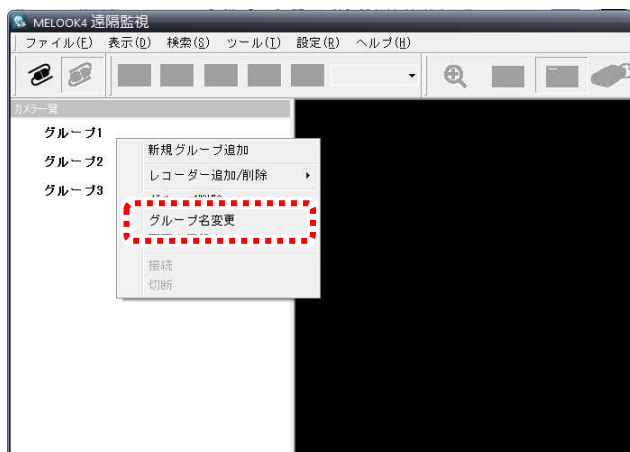 MELOOK4 遠隔監視
ファイル(F) 表示(D) 検索(S) ツール(T) 設定(R) ヘルプ(H)
カメラ一覧
グループ1
グループ2
グループ3
新規グループ追加
レコーダー追加/削除
グループ名変更
接続
切断